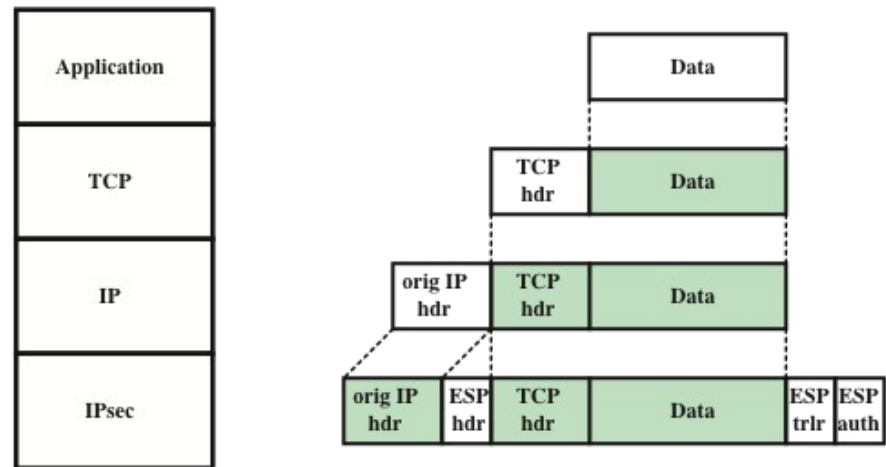 Application
Data
TCP
TCP
hdr
Data
IP
orig IP
hdr
TCP
hdr
Data
IPsec
orig IP
hdr
ESP
hdr
TCP
hdr
Data
ESP
trlr
ESP
auth